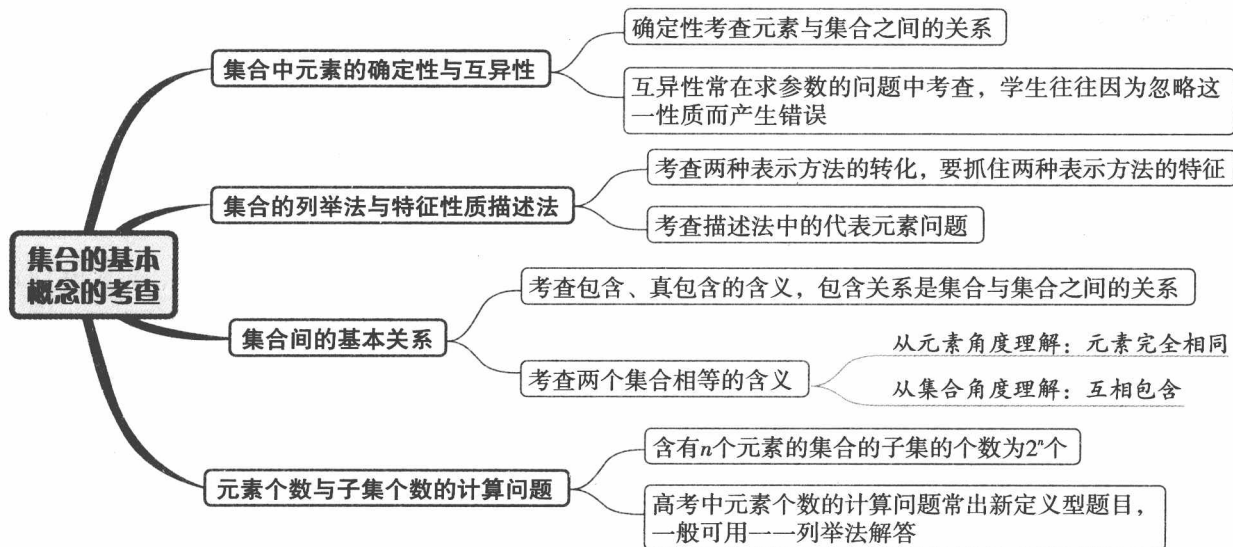 确定性考查元素与集合之间的关系
集合中元素的确定性与互异性
互异性常在求参数的问题中考查，学生往往因为忽略这
一性质而产生错误
考查两种表示方法的转化，要抓住两种表示方法的特征
集合的列举法与特征性质描述法
考查描述法中的代表元素问题
集合的基本
概念的考查
考查包含、真包含的含义，包含关系是集合与集合之间的关系
集合间的基本关系
从元素角度理解：元素完全相同
考查两个集合相等的含义
从集合角度理解：互相包含
含有n个元素的集合的子集的个数为2ⁿ个
元素个数与子集个数的计算问题
高考中元素个数的计算问题常出新定义型题目，
一般可用一一列举法解答